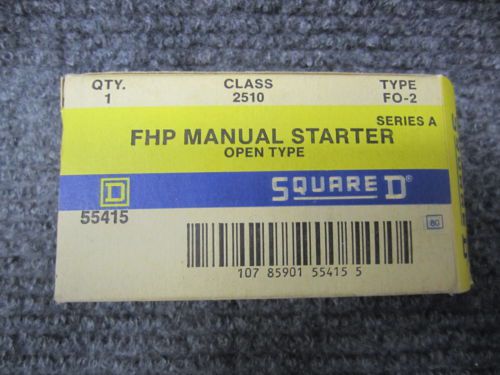 QTY. CLASS TYPE
1 2510 FO-2
SERIES A
FHP MANUAL STARTER
OPEN TYPE
D SQUARE D®
55415
80
107 85901 55415 5